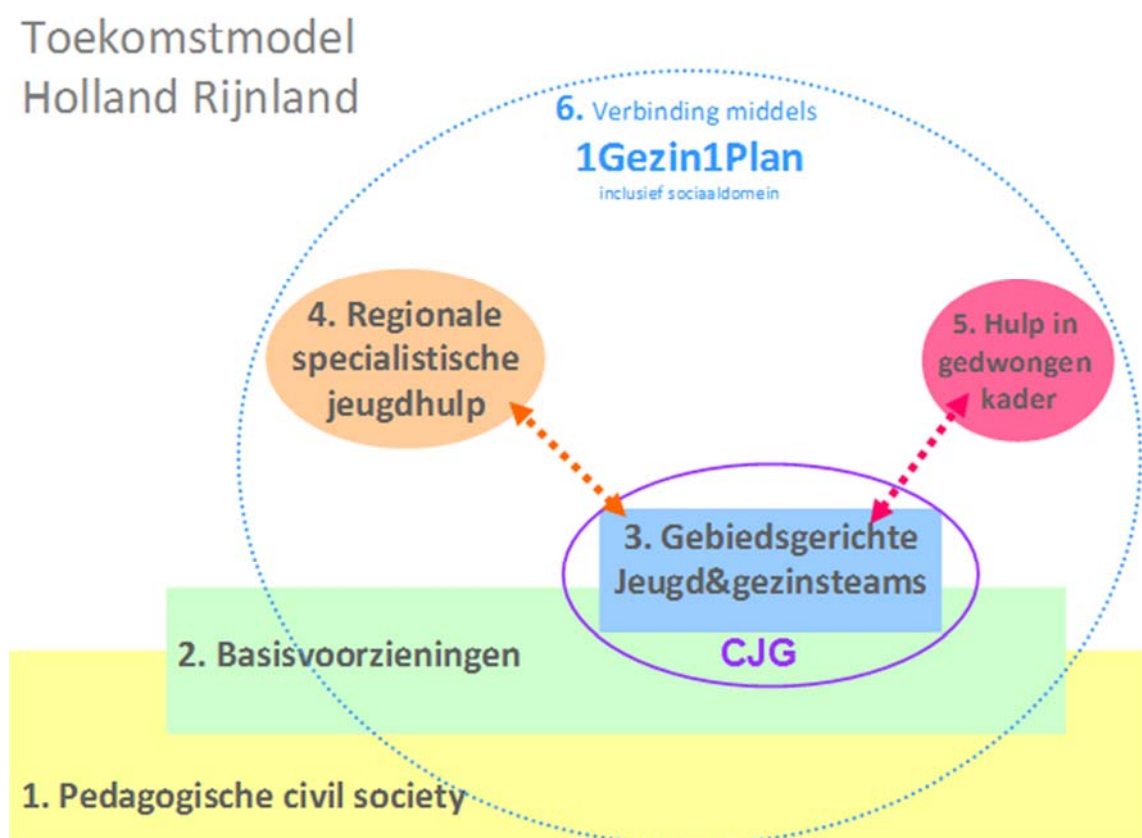 Toekomstmodel
Holland Rijnland
6. Verbinding middels
1Gezin1Plan
inclusief sociaaldomein
4. Regionale
specialistische
jeugdhulp
5. Hulp in
gedwongen
kader
3. Gebiedsgerichte
Jeugd&gezinsteams
CJG
2. Basisvoorzieningen
1. Pedagogische civil society